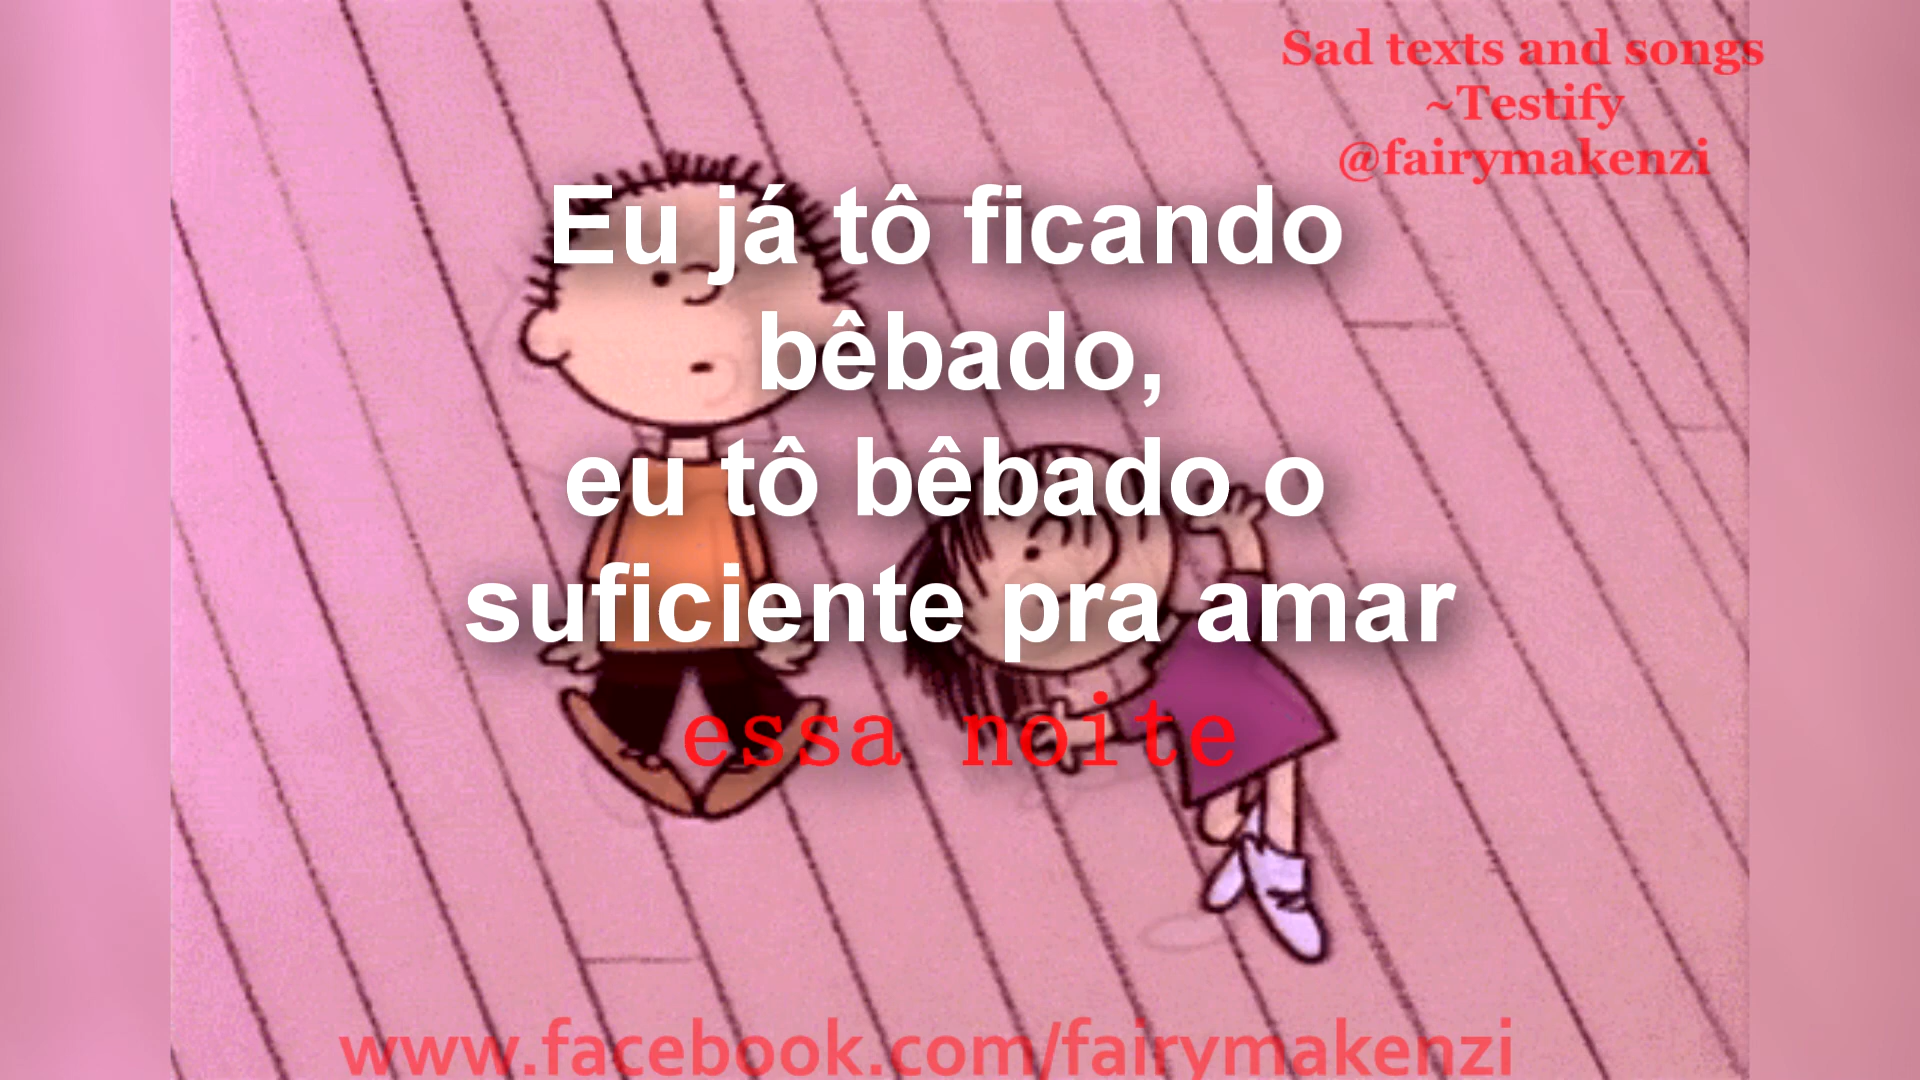 Sad texts and songs
~Testify
@fairymakenzi
Eu já tô ficando
bêbado,
eu tô bêbado o
suficiente pra amar
essa noite
www.facebook.com/fairymakenzi